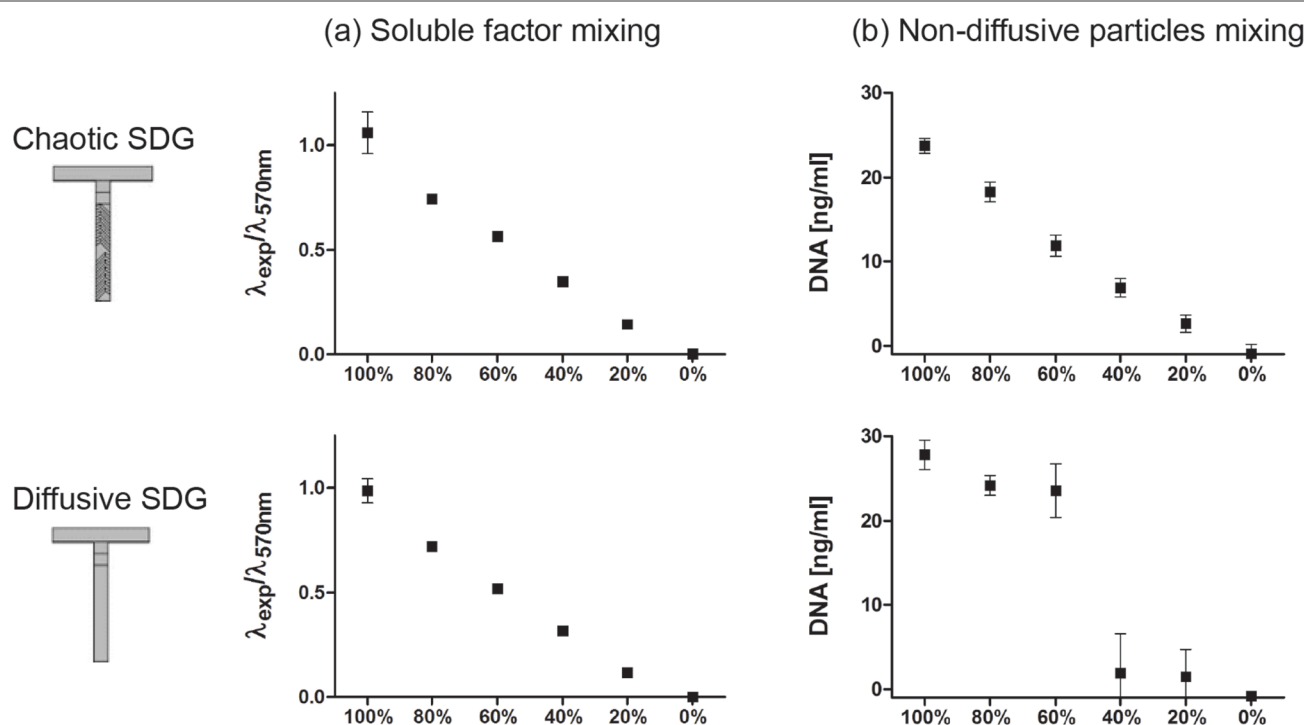 (a) Soluble factor mixing
(b) Non-diffusive particles mixing
Chaotic SDG
λexp/λ570nm
1.0
0.5
0.0
100% 80% 60% 40% 20% 0%
DNA [ng/ml]
30
20
10
0
100% 80% 60% 40% 20% 0%
Diffusive SDG
λexp/λ570nm
1.0
0.5
0.0
100% 80% 60% 40% 20% 0%
DNA [ng/ml]
30
20
10
0
100% 80% 60% 40% 20% 0%